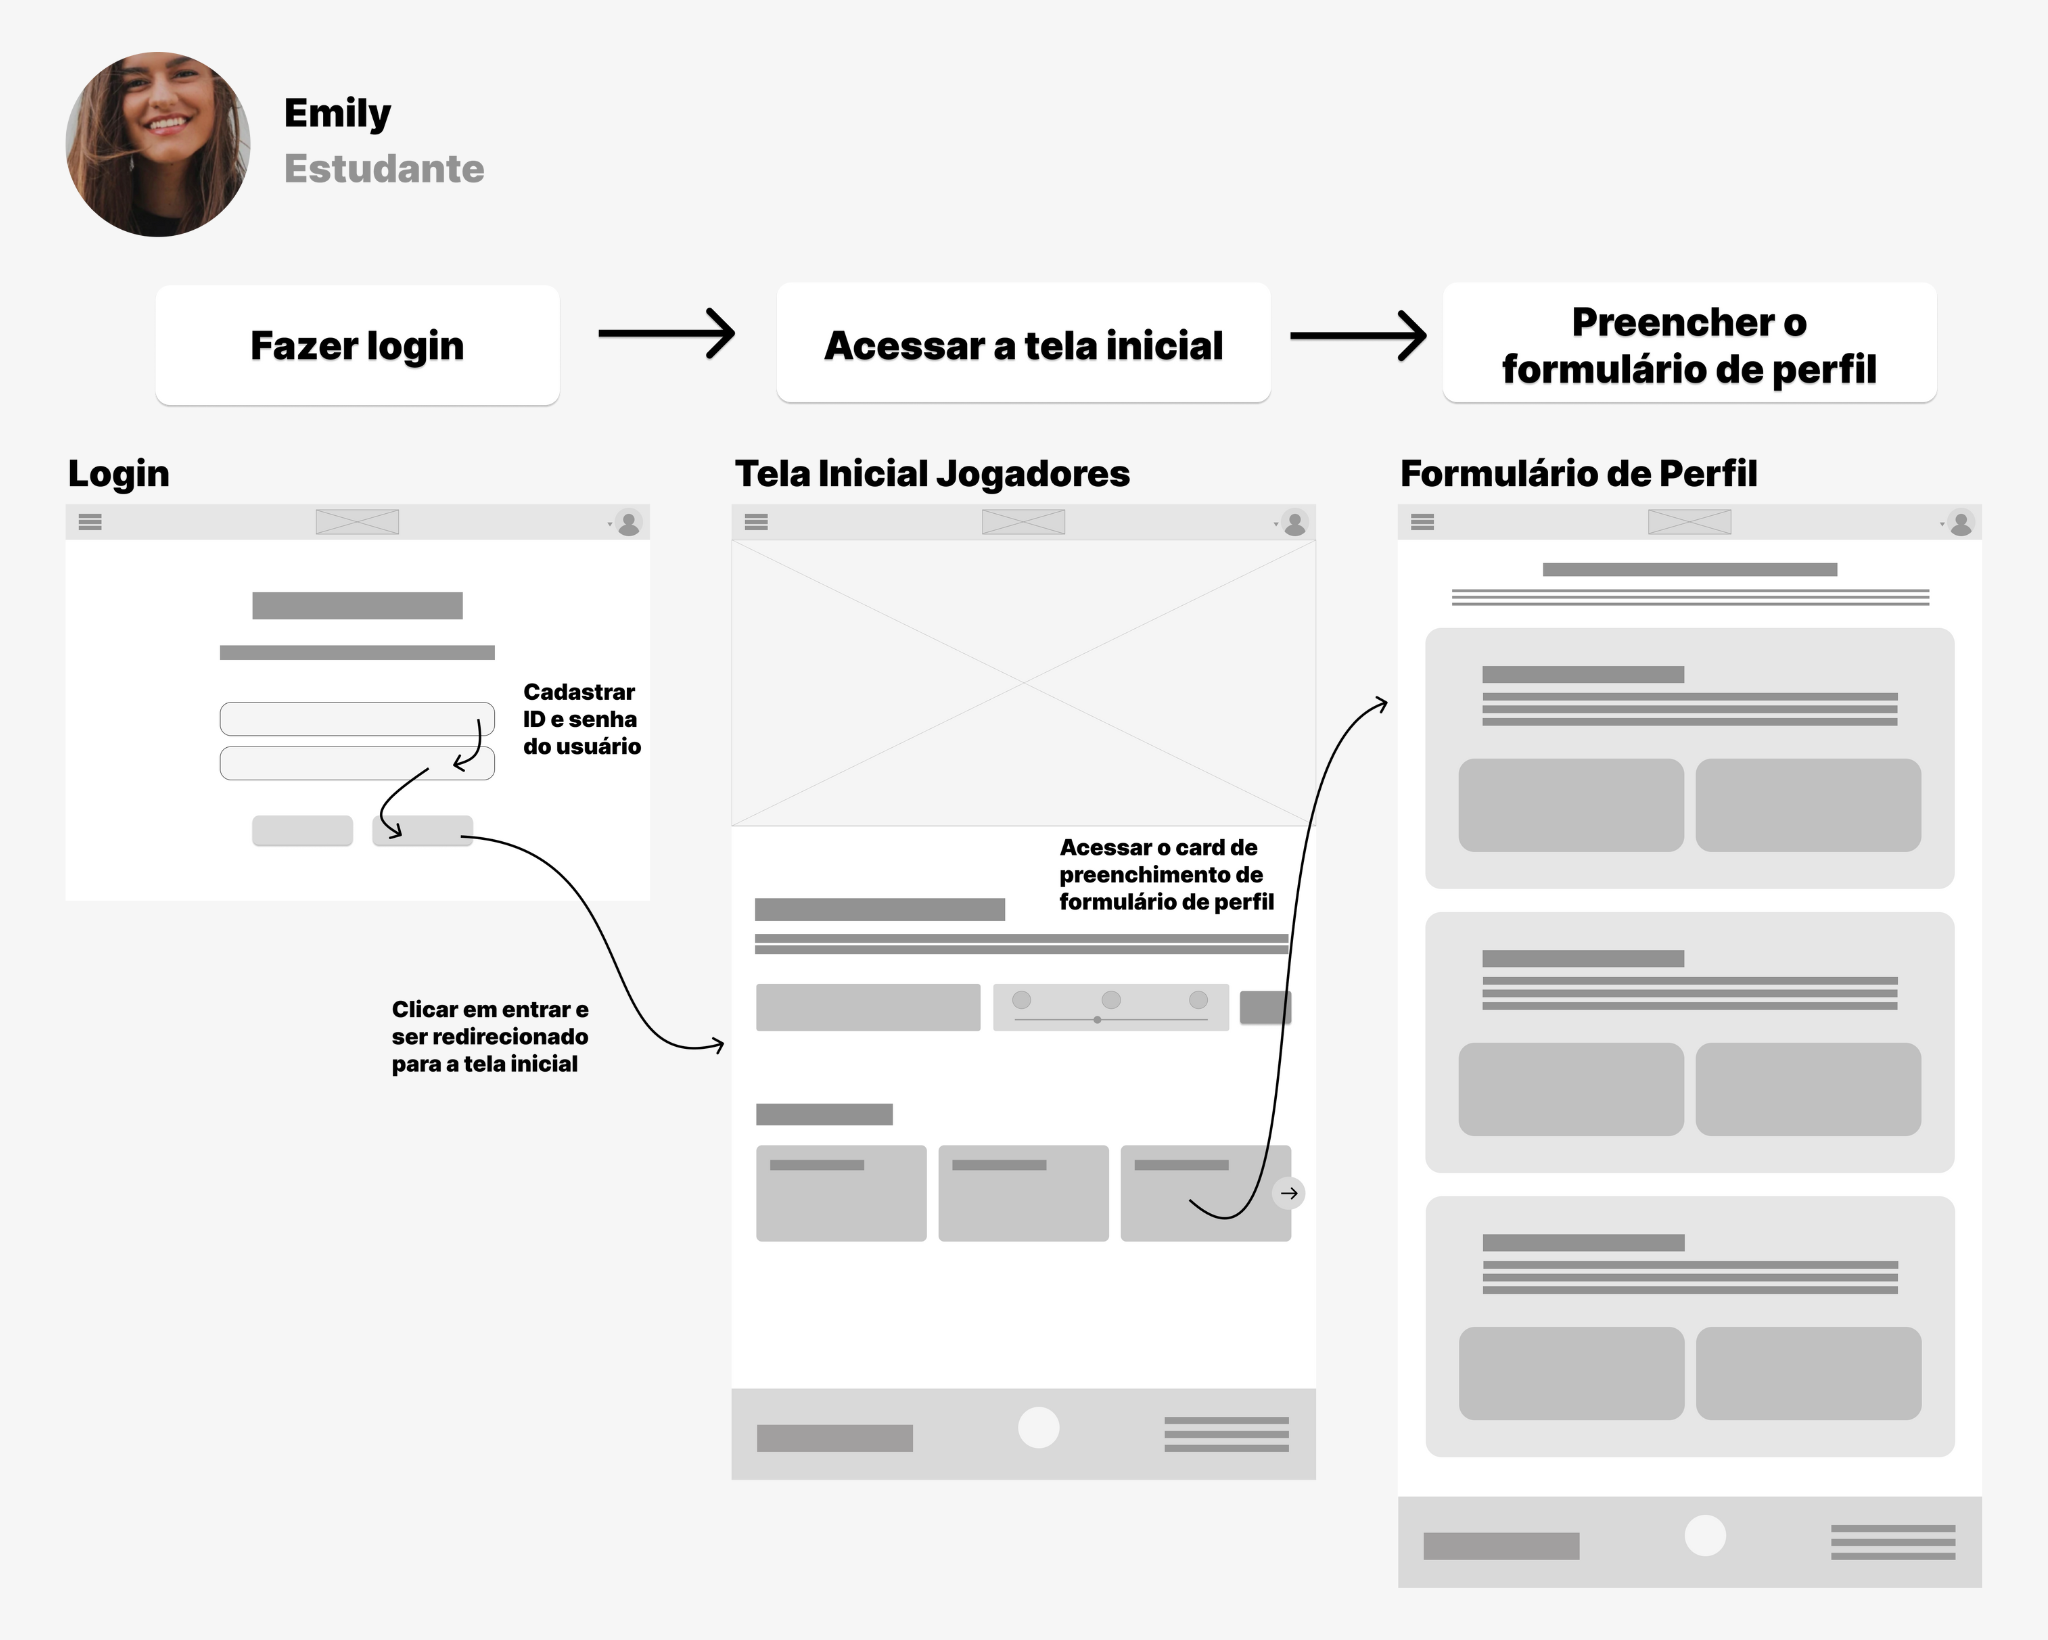 Emily
Estudante
Fazer login
Acessar a tela inicial
Preencher o
formulário de perfil
Login
Tela Inicial Jogadores
Formulário de Perfil
Cadastrar
ID e senha
do usuário
Acessar o card de
preenchimento de
formulário de perfil
Clicar em entrar e
ser redirecionado
para a tela inicial